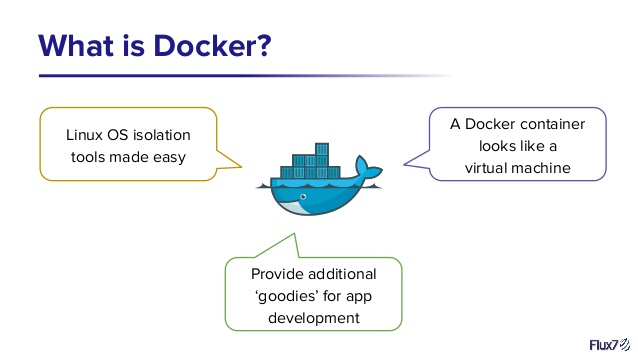 What is Docker?
Linux OS isolation
tools made easy
A Docker container
looks like a
virtual machine
Provide additional
‘goodies’ for app
development
Flux7